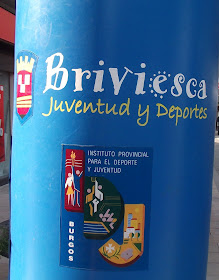 Briviesca
Juventud y Deportes
INSTITUTO PROVINCIAL
PARA EL DEPORTE
Y JUVENTUD
BURGOS